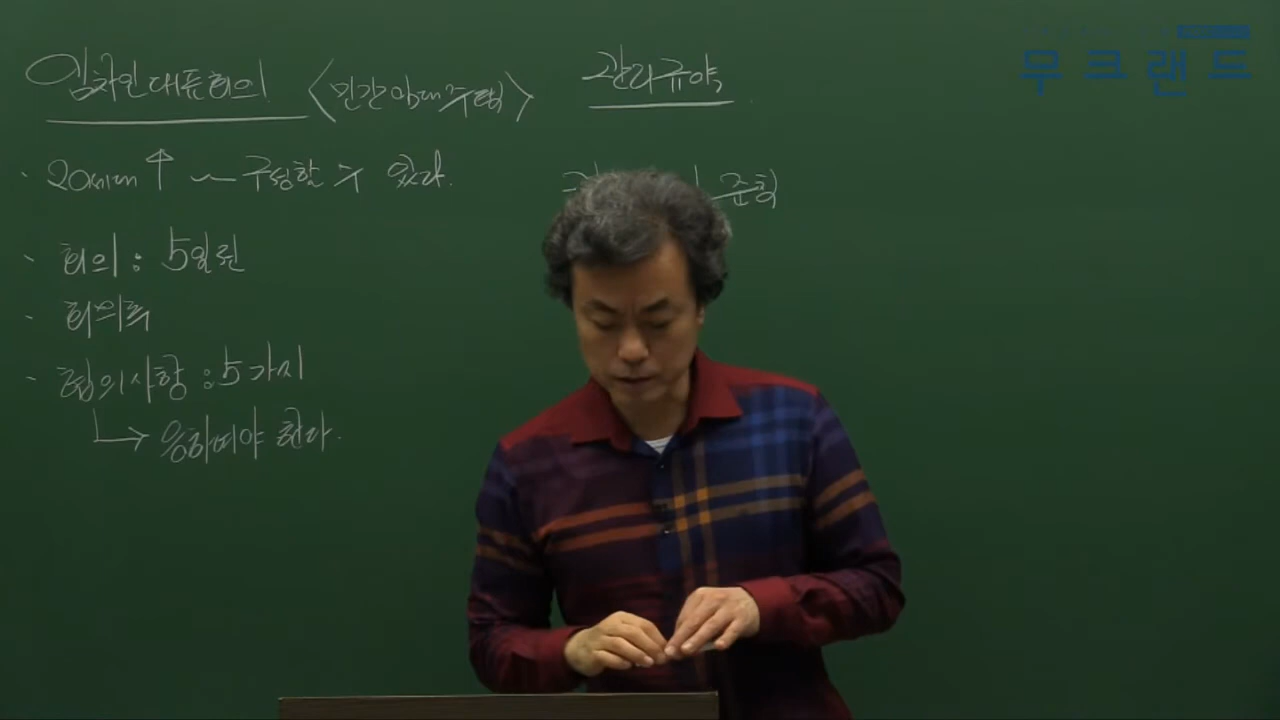 임차인대표회의 <민간임대주택>
· 20세대 ↑ ~ 구성할 수 있다.
· 회의 : 5일전
· 회의록
· 협의사항 : 5가지
↳ 응하여야 한다.
관리규약
준칙
무크랜드